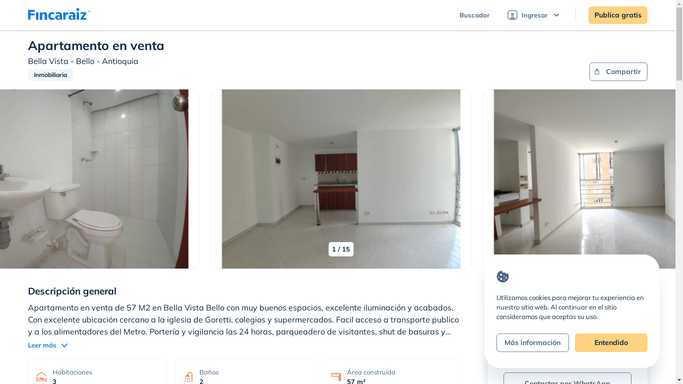 Fincaraiz
Buscador
Ingresar
Publica gratis
Apartamento en venta
Bella Vista - Bello - Antioquia
Inmobiliaria
Compartir
1 / 15
Descripción general
Apartamento en venta de 57 M2 en Bella Vista Bello con muy buenos espacios, excelente iluminación y acabados.
Con excelente ubicación cercano a la iglesia de Goretti, colegios y supermercados. Facíl acceso a transporte publico
y a los alimentadores del Metro. Portería y vigilancia las 24 horas, parqueadero de visitantes, shut de basuras y...
Leer más
Habitaciones
3
Baños
2
Área construida
57 m²
Utilizamos cookies para mejorar tu experiencia en
nuestro sitio web. Al continuar en el sitio
consideramos que aceptas su uso.
Más información
Entendido
Contactar por WhatsApp